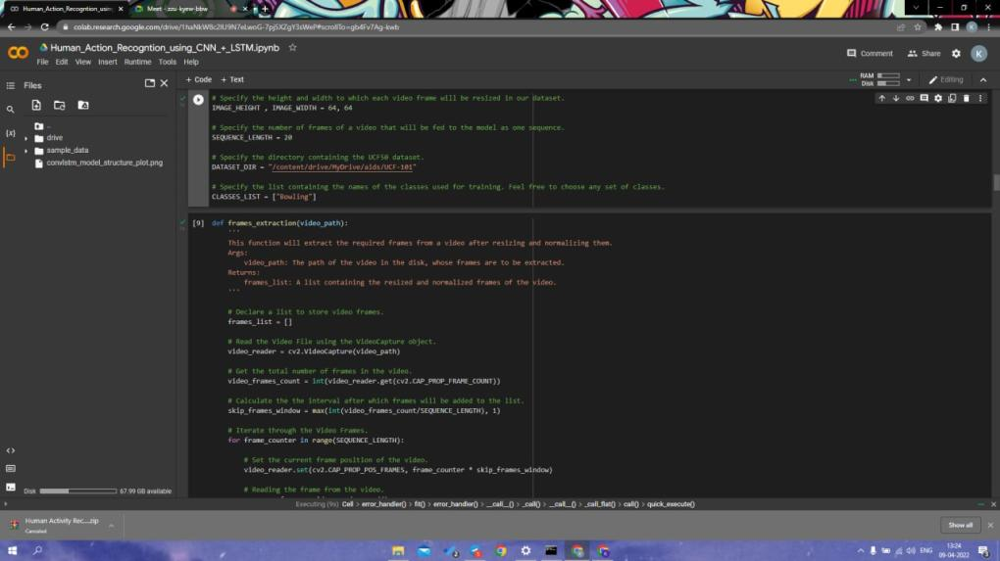 Human_Action_Recogntion_usin
Meet - zzu-kyew-bbw
colab.research.google.com/drive/1haNkW8c2IU9N7eLwoG-7pj5XZgY3sWeP#scrollTo=gb4Fv7Ag-kwb
Human_Action_Recogntion_using_CNN_+_LSTM.ipynb
Comment
Share
K
File Edit View Insert Runtime Tools Help
Files
+ Code + Text
RAM
Disk
Editing
# Specify the height and width to which each video frame will be resized in our dataset.
IMAGE_HEIGHT , IMAGE_WIDTH = 64, 64
# Specify the number of frames of a video that will be fed to the model as one sequence.
SEQUENCE_LENGTH = 20
# Specify the directory containing the UCF50 dataset.
DATASET_DIR = "/content/drive/MyDrive/aids/UCF-101"
# Specify the list containing the names of the classes used for training. Feel free to choose any set of classes.
CLASSES_LIST = ["Bowling"]
..
drive
sample_data
convlstm_model_structure_plot.png
[9] def frames_extraction(video_path):
'''
This function will extract the required frames from a video after resizing and normalizing them.
Args:
video_path: The path of the video in the disk, whose frames are to be extracted.
Returns:
frames_list: A list containing the resized and normalized frames of the video.
'''
# Declare a list to store video frames.
frames_list = []
# Read the Video File using the VideoCapture object.
video_reader = cv2.VideoCapture(video_path)
# Get the total number of frames in the video.
video_frames_count = int(video_reader.get(cv2.CAP_PROP_FRAME_COUNT))
# Calculate the the interval after which frames will be added to the list.
skip_frames_window = max(int(video_frames_count/SEQUENCE_LENGTH), 1)
# Iterate through the Video Frames.
for frame_counter in range(SEQUENCE_LENGTH):
# Set the current frame position of the video.
video_reader.set(cv2.CAP_PROP_POS_FRAMES, frame_counter * skip_frames_window)
# Reading the frame from the video.
Disk
67.99 GB available
Executing (9s) Cell > error_handler() > fit() > error_handler() > __call__() > _call() > __call__() > _call_flat() > call() > quick_execute()
Human Activity Rec....zip
Canceled
Show all
ENG
13:24
09-04-2022